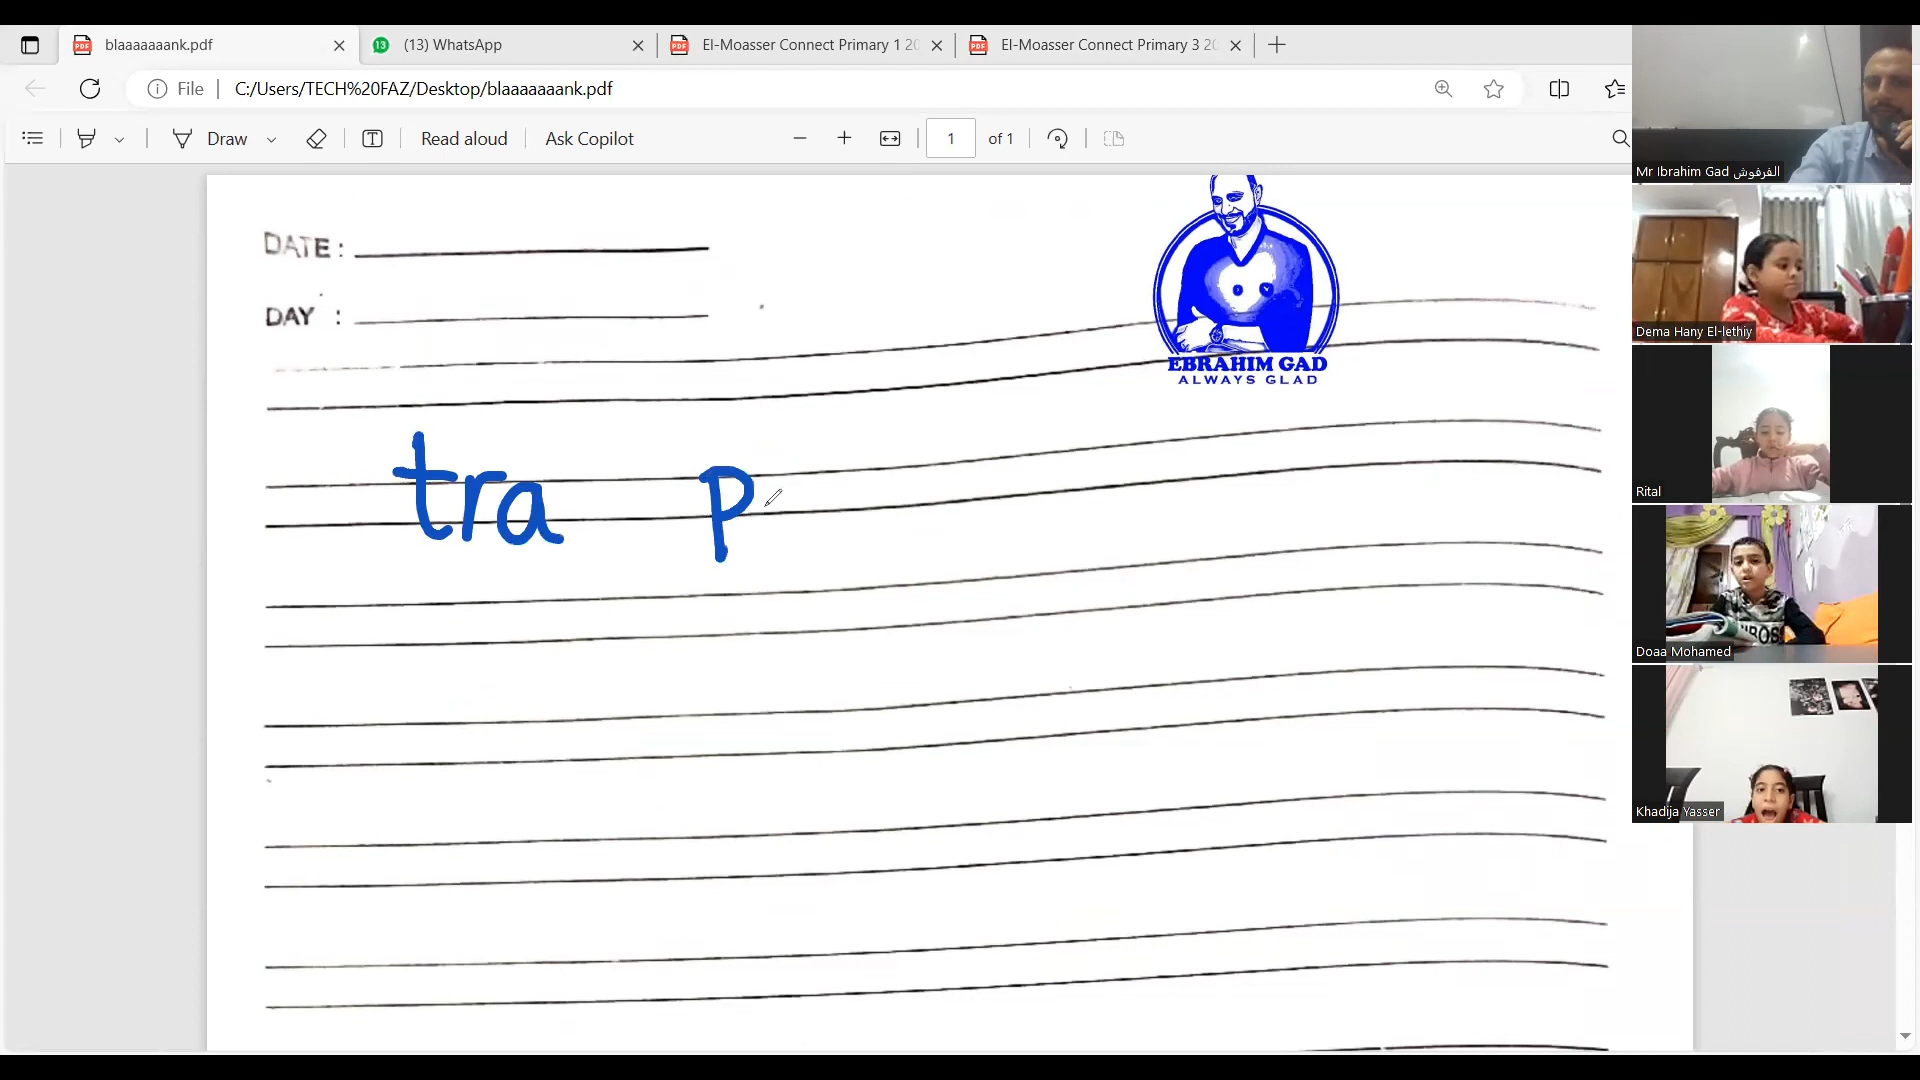 blaaaaaaank.pdf
(13) WhatsApp
El-Moasser Connect Primary 1 20
El-Moasser Connect Primary 3 20
File
C:/Users/TECH%20FAZ/Desktop/blaaaaaaank.pdf
Draw
Read aloud
Ask Copilot
1 of 1
DATE :
DAY :
EBRAHIM GAD
ALWAYS GLAD
tra p
Mr Ibrahim Gad الفرفوش
Dema Hany El-lethiy
Rital
Doaa Mohamed
Khadija Yasser